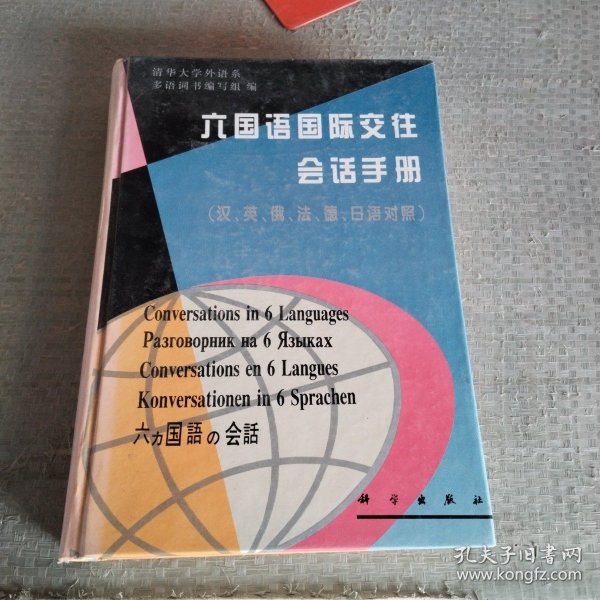 清华大学外语系
多语词书编写组 编
六国语国际交往
会话手册
(汉、英、俄、法、德、日语对照)
Conversations in 6 Languages
Разговорник на 6 Языках
Conversations en 6 Langues
Konversationen in 6 Sprachen
六ヵ国語の会話
科学出版社
孔夫子旧书网
www.kongfz.com